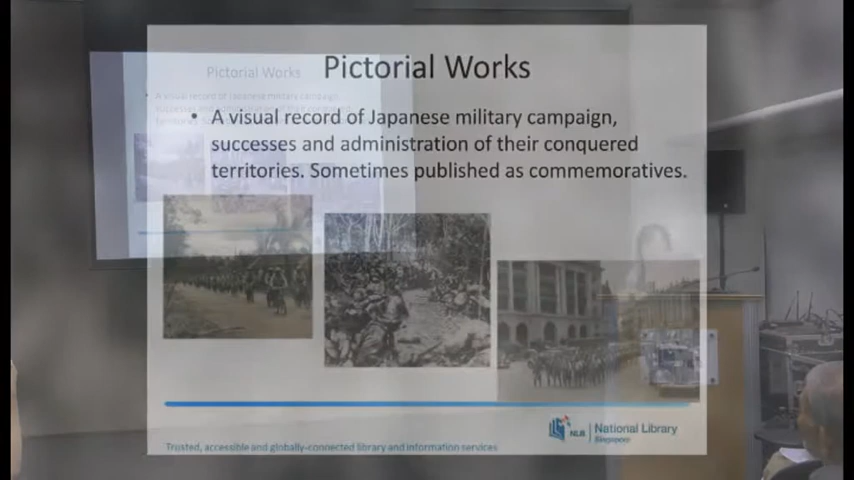 Pictorial Works
Pictorial Works
• A visual record of Japanese military campaign,
successes and administration of their conquered
territories. Sometimes published as commemoratives.
NLB National Library
Singapore
Trusted, accessible and globally-connected library and information services